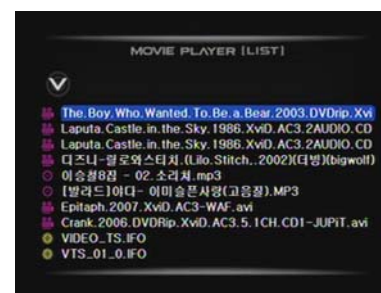 MOVIE PLAYER [LIST]
The.Boy.Who.Wanted.To.Be.a.Bear.2003.DVDrip.Xvi
Laputa.Castle.in.the.Sky.1986.XviD.AC3.2AUDIO.CD
Laputa.Castle.in.the.Sky.1986.XviD.AC3.2AUDIO.CD
디즈니-릴로와스티치.(Lilo.Stitch,.2002)(더빙)(bigwolf)
이승철8집 - 02.소리쳐.mp3
[발라드]야다- 이미슬픈사랑(고음질).MP3
Epitaph.2007.XviD.AC3-WAF.avi
Crank.2006.DVDRip.XviD.AC3.5.1CH.CD1-JUPiT.avi
VIDEO_TS.IFO
VTS_01_0.IFO